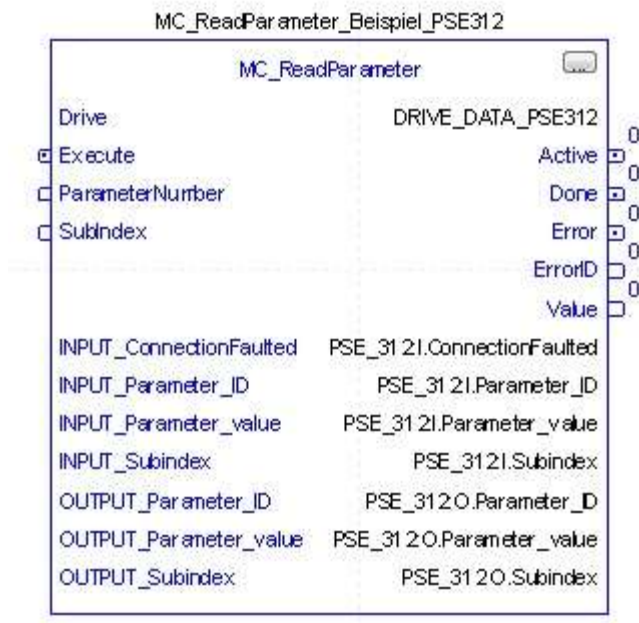 MC_ReadParameter_Beispiel_PSE312
MC_ReadParameter ...
Drive DRIVE_DATA_PSE312
0
Execute Active
0
ParameterNumber Done
0
SubIndex Error
0
ErrorID
0
Value
INPUT_ConnectionFaulted PSE_312I.ConnectionFaulted
INPUT_Parameter_ID PSE_312I.Parameter_ID
INPUT_Parameter_value PSE_312I.Parameter_value
INPUT_Subindex PSE_312I.Subindex
OUTPUT_Parameter_ID PSE_312O.Parameter_ID
OUTPUT_Parameter_value PSE_312O.Parameter_value
OUTPUT_Subindex PSE_312O.Subindex